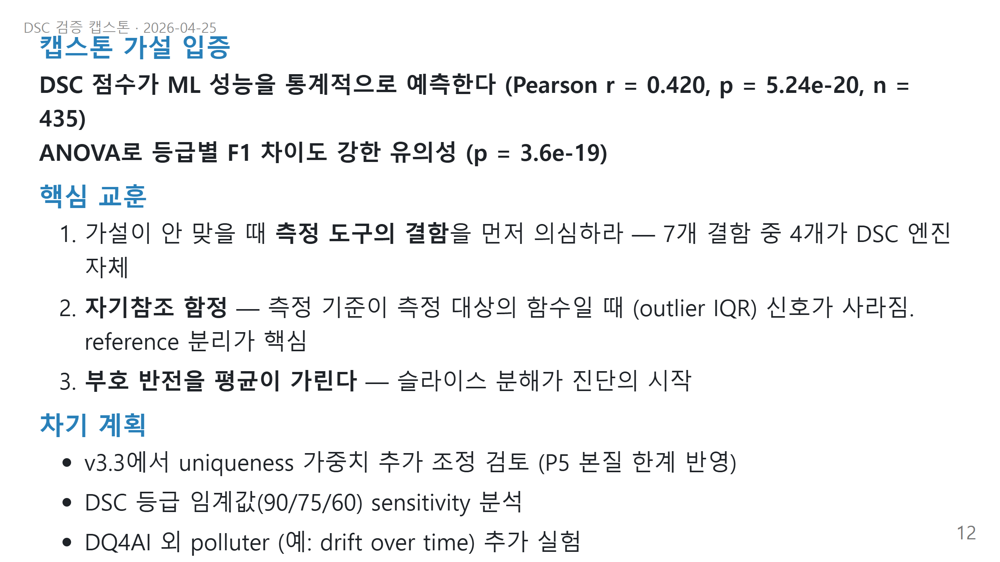 DSC 검증 캡스톤 · 2026-04-25
캡스톤 가설 입증
DSC 점수가 ML 성능을 통계적으로 예측한다 (Pearson r = 0.420, p = 5.24e-20, n =
435)
ANOVA로 등급별 F1 차이도 강한 유의성 (p = 3.6e-19)
핵심 교훈
1. 가설이 안 맞을 때 측정 도구의 결함을 먼저 의심하라 — 7개 결함 중 4개가 DSC 엔진
자체
2. 자기참조 함정 — 측정 기준이 측정 대상의 함수일 때 (outlier IQR) 신호가 사라짐.
reference 분리가 핵심
3. 부호 반전을 평균이 가린다 — 슬라이스 분해가 진단의 시작
차기 계획
• v3.3에서 uniqueness 가중치 추가 조정 검토 (P5 본질 한계 반영)
• DSC 등급 임계값(90/75/60) sensitivity 분석
• DQ4AI 외 polluter (예: drift over time) 추가 실험
12